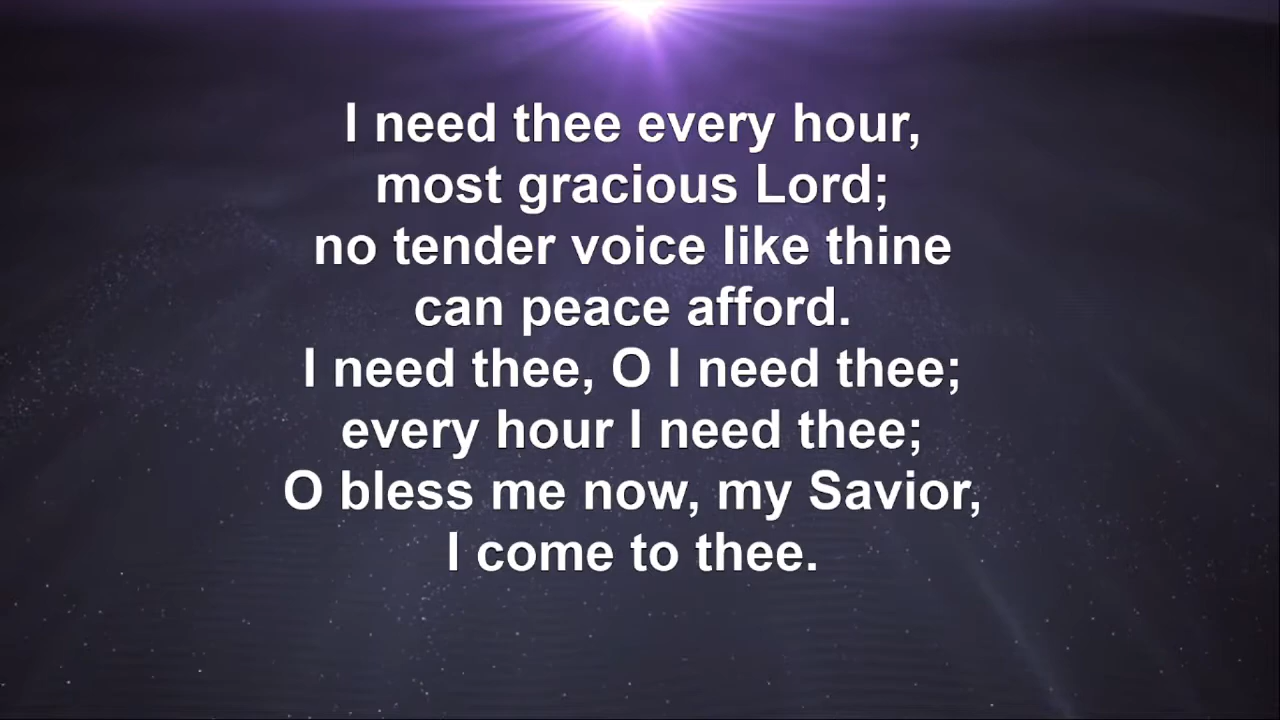 I need thee every hour,
most gracious Lord;
no tender voice like thine
can peace afford.
I need thee, O I need thee;
every hour I need thee;
O bless me now, my Savior,
I come to thee.